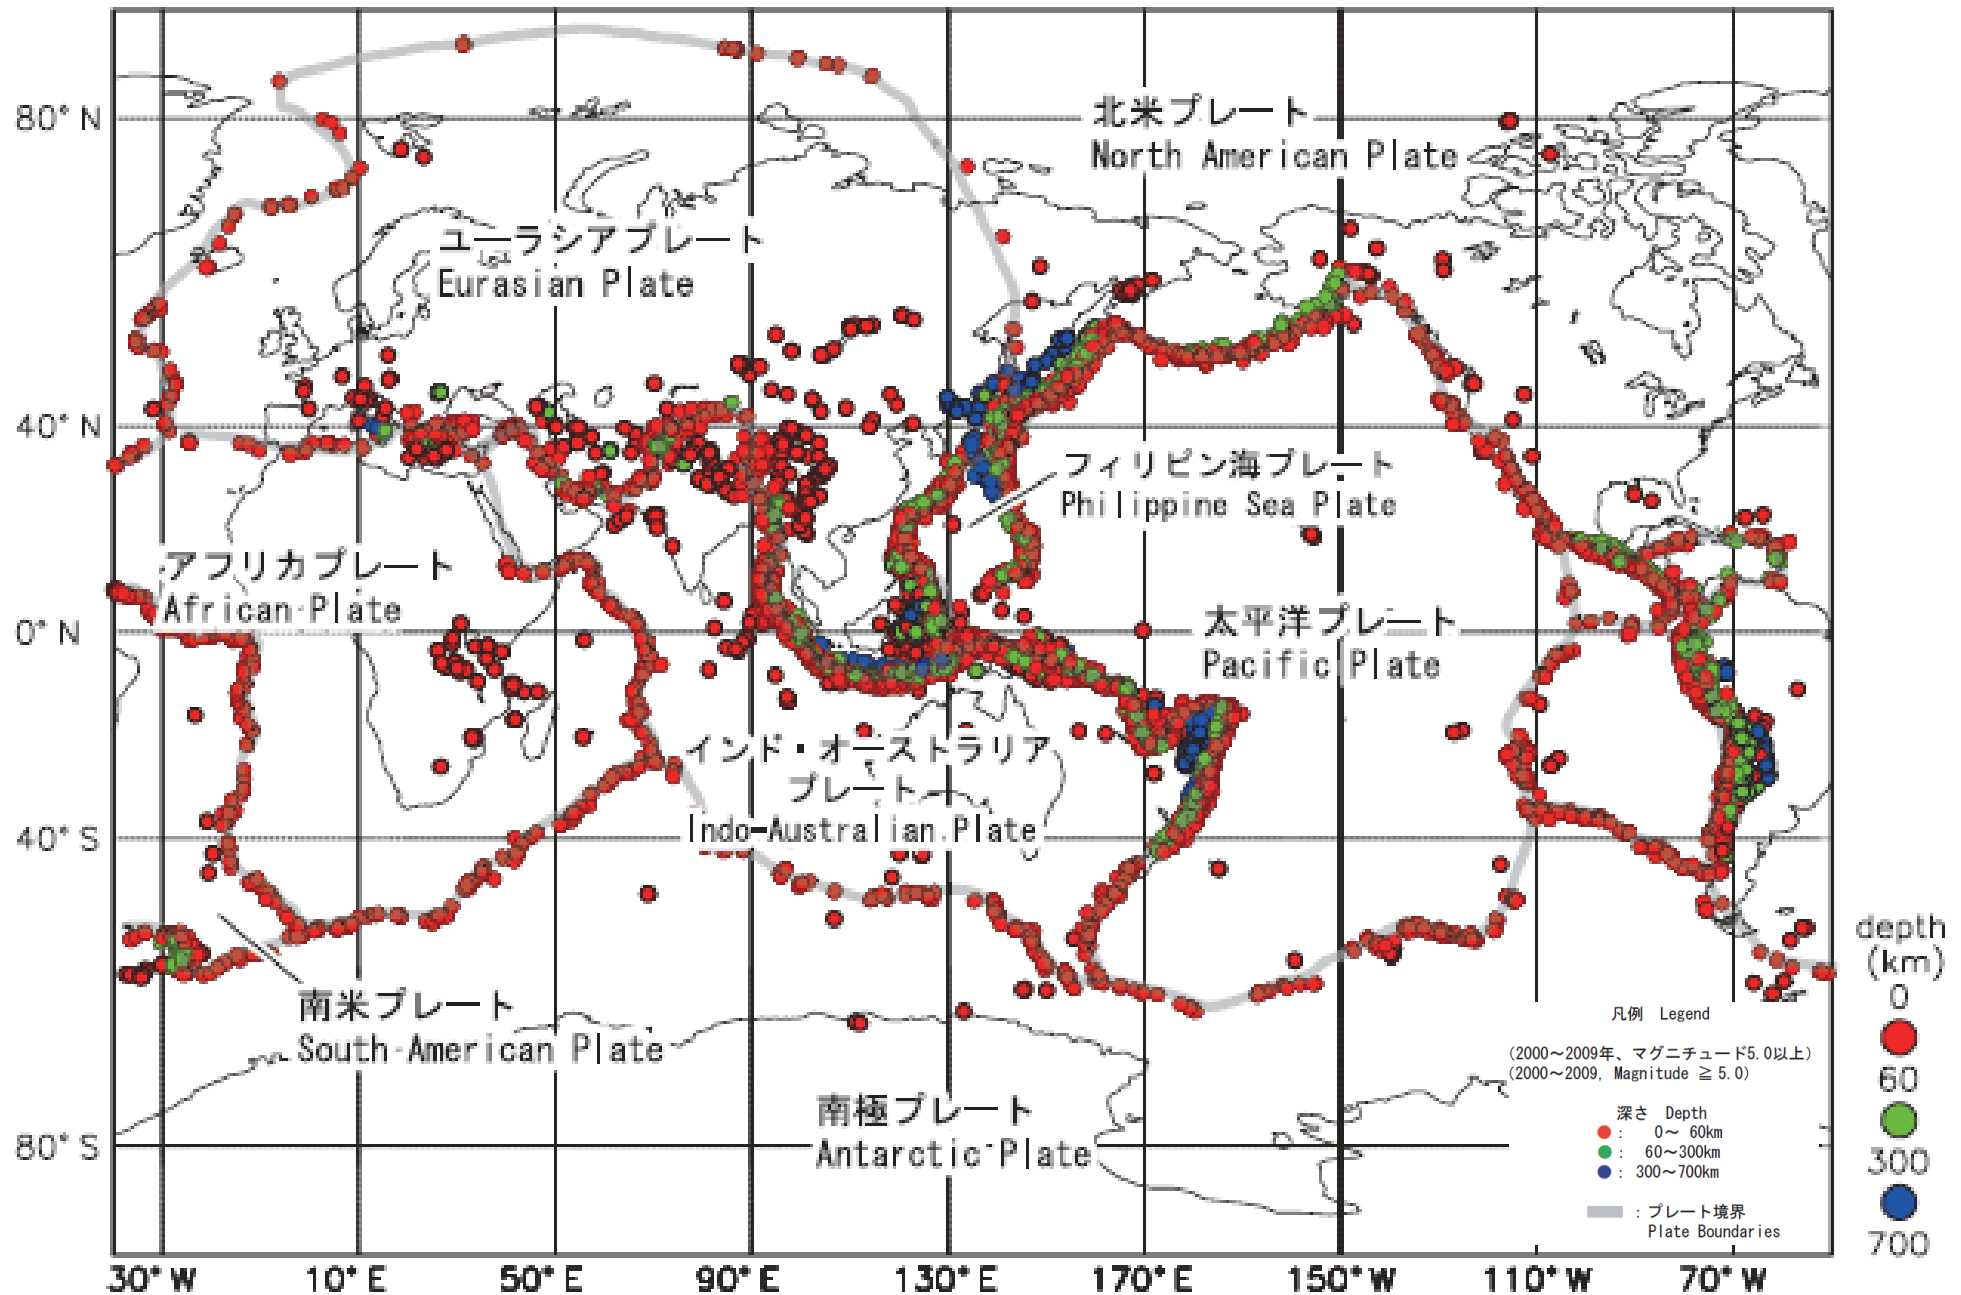 80°N
北米プレート
North American Plate
ユーラシアプレート
Eurasian Plate
40°N
フィリピン海プレート
Philippine Sea Plate
アフリカプレート
African Plate
0°N
太平洋プレート
Pacific Plate
インド・オーストラリア
プレート
Indo-Australian Plate
40°S
南米プレート
South American Plate
南極プレート
Antarctic Plate
80°S
30°W 10°E 50°E 90°E 130°E 170°E 150°W 110°W 70°W
凡例 Legend
(2000～2009年、マグニチュード5.0以上)
(2000～2009, Magnitude ≧ 5.0)
深さ Depth
: 0～ 60km
: 60～300km
: 300～700km
: プレート境界
Plate Boundaries
depth
(km)
0
60
300
700